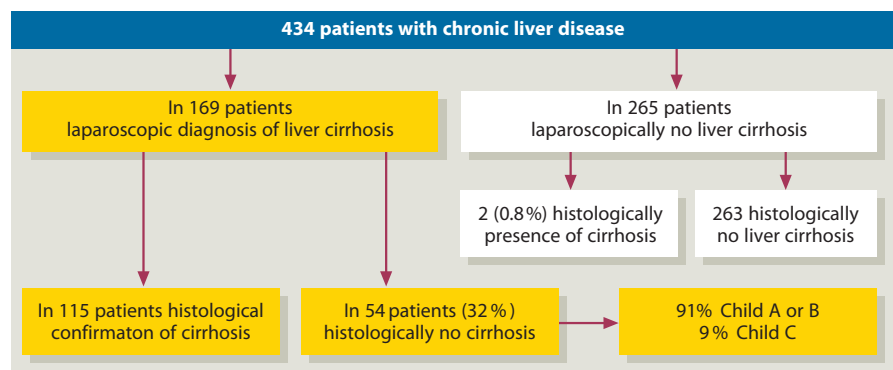 434 patients with chronic liver disease
In 169 patients
laparoscopic diagnosis of liver cirrhosis
In 265 patients
laparoscopically no liver cirrhosis
2 (0.8%) histologically
presence of cirrhosis
263 histologically
no liver cirrhosis
In 115 patients histological
confirmaton of cirrhosis
In 54 patients (32%)
histologically no cirrhosis
91% Child A or B
9% Child C